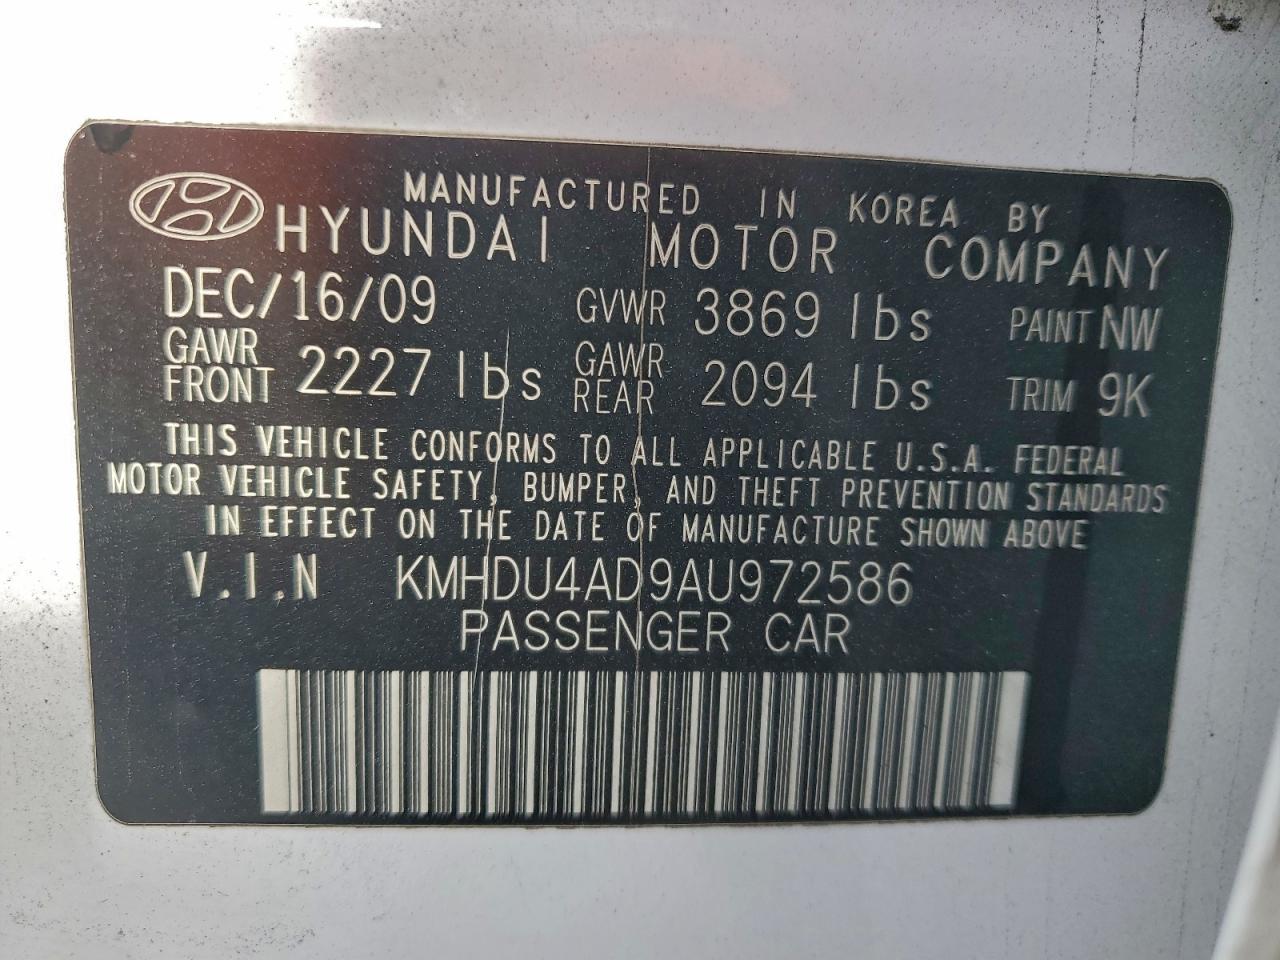 MANUFACTURED IN KOREA BY
HYUNDAI MOTOR COMPANY
DEC/16/09 GVWR 3869 lbs PAINT NW
GAWR FRONT 2227 lbs GAWR REAR 2094 lbs TRIM 9K
THIS VEHICLE CONFORMS TO ALL APPLICABLE U.S.A. FEDERAL
MOTOR VEHICLE SAFETY, BUMPER, AND THEFT PREVENTION STANDARDS
IN EFFECT ON THE DATE OF MANUFACTURE SHOWN ABOVE
V.I.N KMHDU4AD9AU972586
PASSENGER CAR